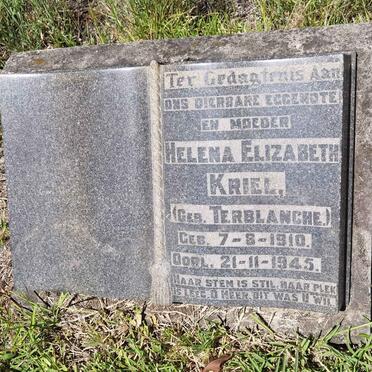 Ter Gedagtenis Aan
ons dierbare eggenote
en moeder
Helena Elizabeth
Kriel,
(geb. Terblanche.)
Geb. 7-8-1910.
Oorl. 21-11-1945.
Haar stem is stil, haar plek
is leeg, o Heer, dit was U wil